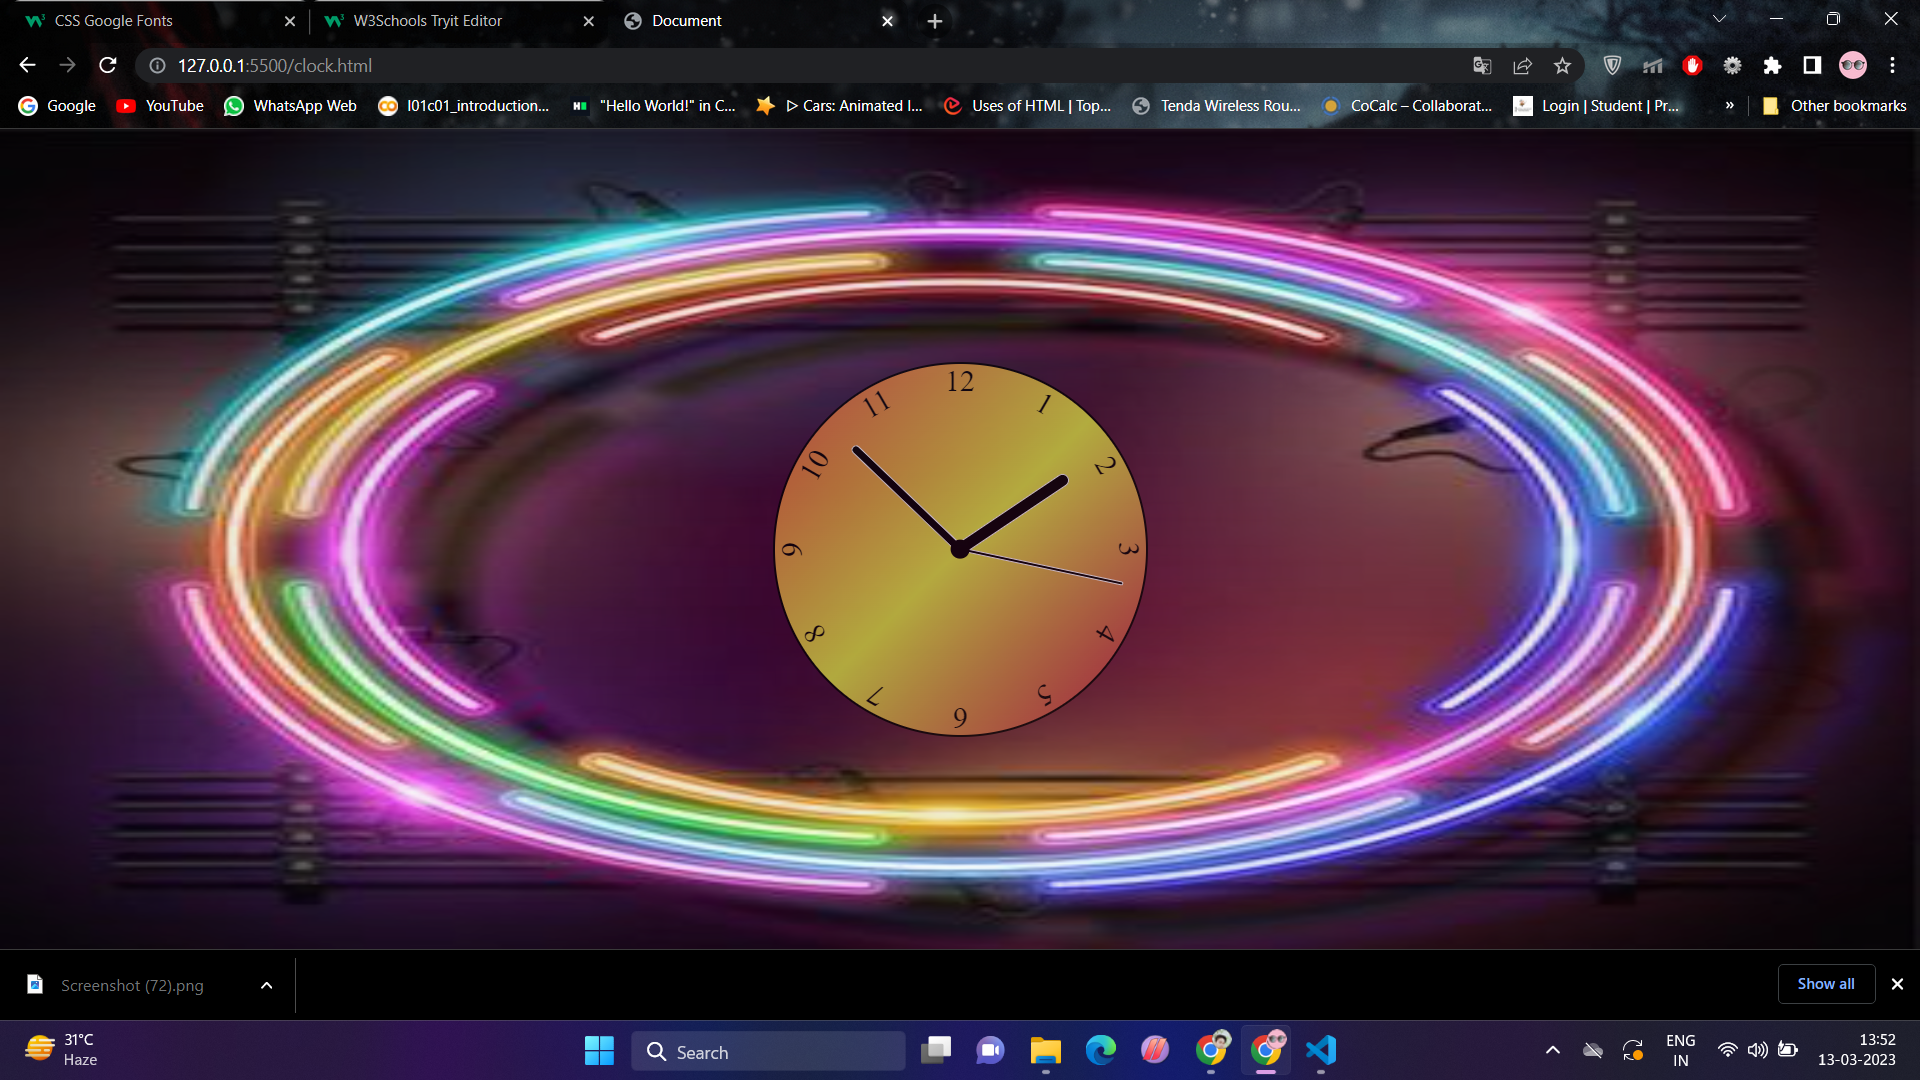 CSS Google Fonts
W3Schools Tryit Editor
Document
127.0.0.1:5500/clock.html
Google
YouTube
WhatsApp Web
l01c01_introduction...
"Hello World!" in C...
ᐅ Cars: Animated I...
Uses of HTML | Top...
Tenda Wireless Rou...
CoCalc – Collaborat...
Login | Student | Pr...
»
Other bookmarks
12
1
2
3
4
5
6
7
8
9
10
11
Screenshot (72).png
Show all
31°C
Haze
Search
ENG
IN
13:52
13-03-2023